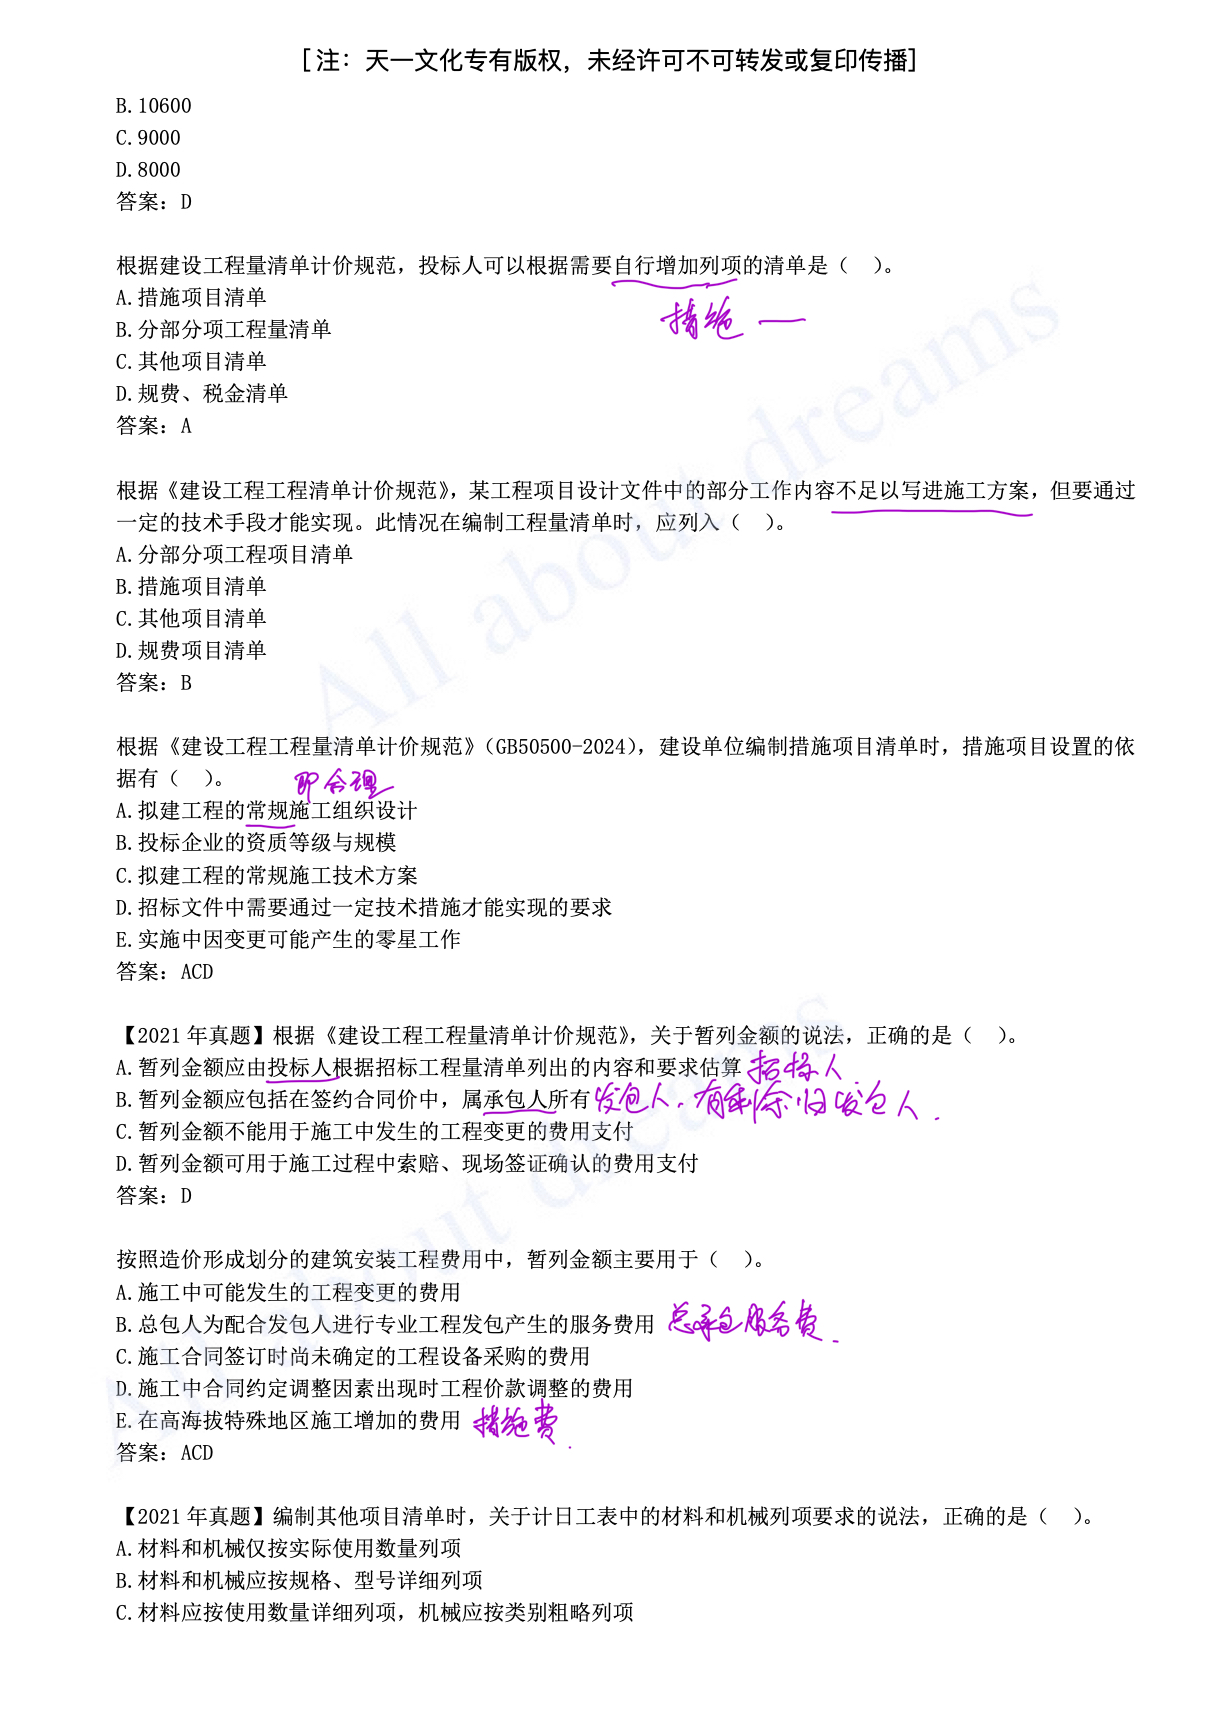 [注：天一文化专有版权，未经许可不可转发或复印传播]
B.10600
C.9000
D.8000
答案：D
根据建设工程量清单计价规范，投标人可以根据需要自行增加列项的清单是（ ）。
A.措施项目清单
措施 —
B.分部分项工程量清单
C.其他项目清单
D.规费、税金清单
答案：A
根据《建设工程工程清单计价规范》，某工程项目设计文件中的部分工作内容不足以写进施工方案，但要通过
一定的技术手段才能实现。此情况在编制工程量清单时，应列入（ ）。
A.分部分项工程项目清单
B.措施项目清单
C.其他项目清单
D.规费项目清单
答案：B
根据《建设工程工程量清单计价规范》（GB50500-2024），建设单位编制措施项目清单时，措施项目设置的依
据有（ ）。
即合理
A.拟建工程的常规施工组织设计
B.投标企业的资质等级与规模
C.拟建工程的常规施工技术方案
D.招标文件中需要通过一定技术措施才能实现的要求
E.实施中因变更可能产生的零星工作
答案：ACD
【2021 年真题】根据《建设工程工程量清单计价规范》，关于暂列金额的说法，正确的是（ ）。
A.暂列金额应由投标人根据招标工程量清单列出的内容和要求估算 招标人.
B.暂列金额应包括在签约合同价中，属承包人所有 发包人. 有剩余归发包人.
C.暂列金额不能用于施工中发生的工程变更的费用支付
D.暂列金额可用于施工过程中索赔、现场签证确认的费用支付
答案：D
按照造价形成划分的建筑安装工程费用中，暂列金额主要用于（ ）。
A.施工中可能发生的工程变更的费用
B.总包人为配合发包人进行专业工程发包产生的服务费用 总承包服务费.
C.施工合同签订时尚未确定的工程设备采购的费用
D.施工中合同约定调整因素出现时工程价款调整的费用
E.在高海拔特殊地区施工增加的费用 措施费.
答案：ACD
【2021 年真题】编制其他项目清单时，关于计日工表中的材料和机械列项要求的说法，正确的是（ ）。
A.材料和机械仅按实际使用数量列项
B.材料和机械应按规格、型号详细列项
C.材料应按使用数量详细列项，机械应按类别粗略列项
All about dreams
All about dreams